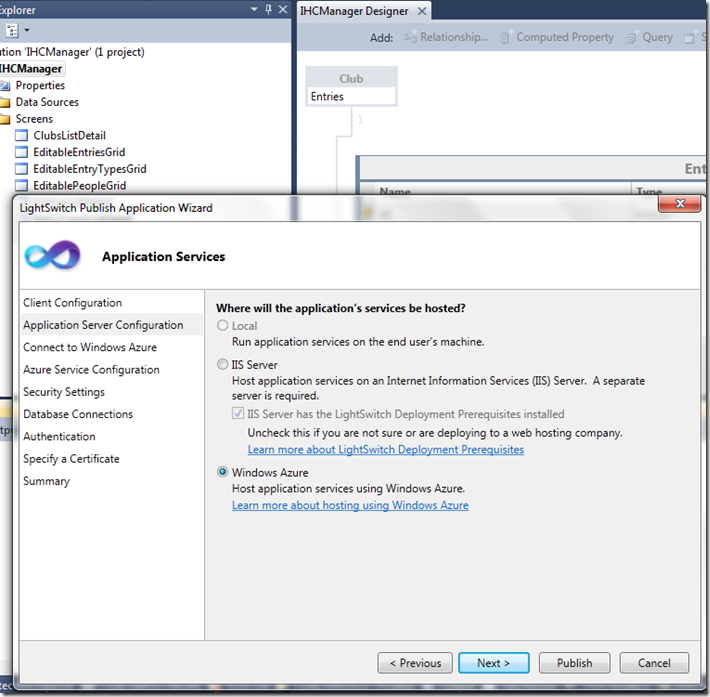 Explorer
IHCManager Designer
Add: Relationship... Computed Property Query
ution 'IHCManager' (1 project)
IHCManager
Properties
Data Sources
Screens
ClubsListDetail
EditableEntriesGrid
EditableEntryTypesGrid
EditablePeopleGrid
Club
Entries
1
Ent
Name Type
LightSwitch Publish Application Wizard
Application Services
Client Configuration
Application Server Configuration
Connect to Windows Azure
Azure Service Configuration
Security Settings
Database Connections
Authentication
Specify a Certificate
Summary
Where will the application's services be hosted?
Local
Run application services on the end user's machine.
IIS Server
Host application services on an Internet Information Services (IIS) Server. A separate
server is required.
IIS Server has the LightSwitch Deployment Prerequisites installed
Uncheck this if you are not sure or are deploying to a web hosting company.
Learn more about LightSwitch Deployment Prerequisites
Windows Azure
Host application services using Windows Azure.
Learn more about hosting using Windows Azure
< Previous
Next >
Publish
Cancel